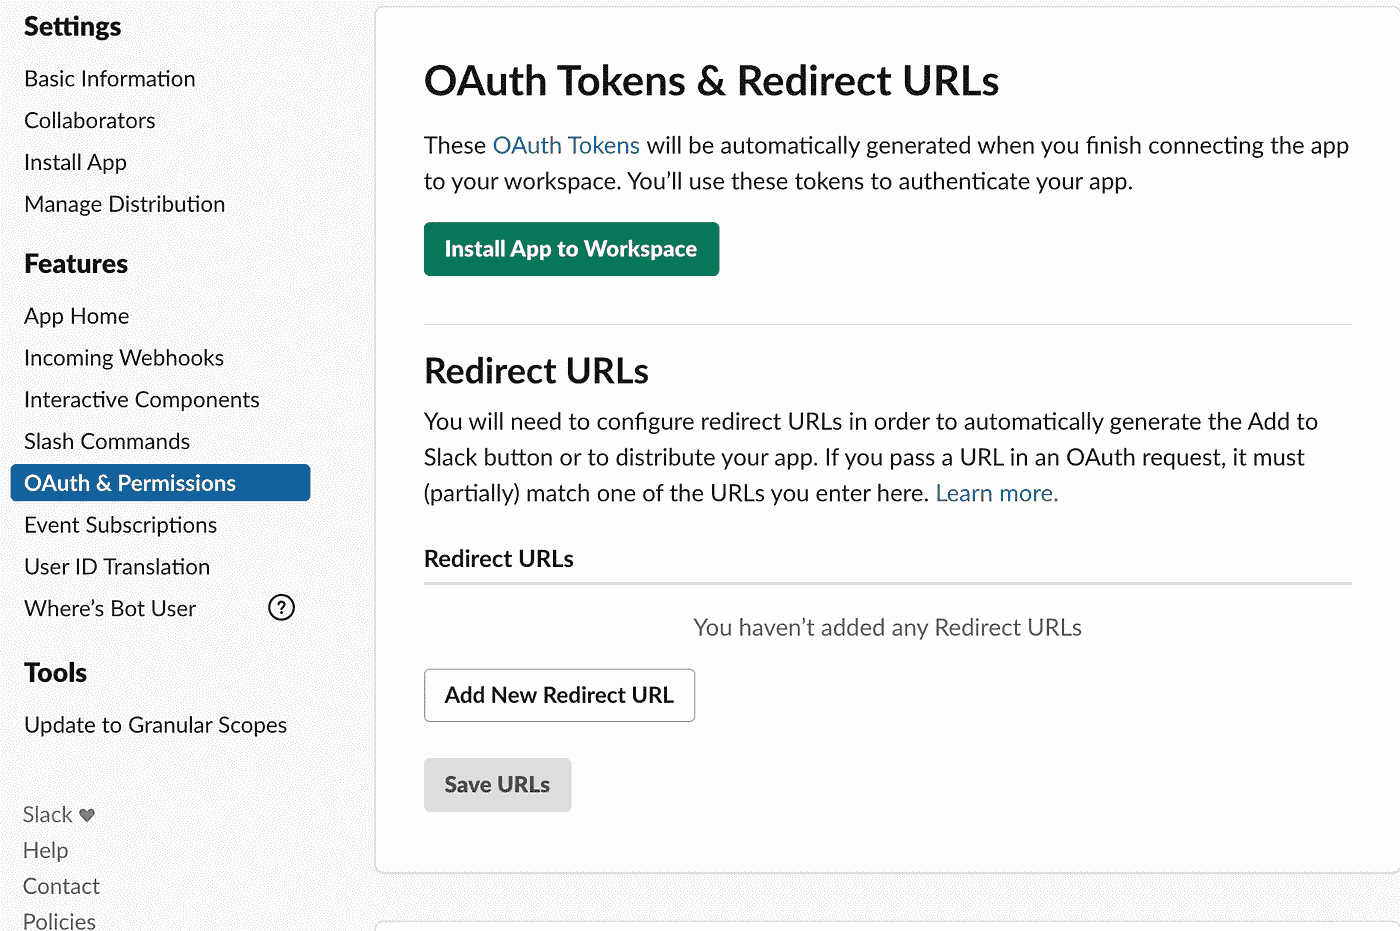 Settings
Basic Information
Collaborators
Install App
Manage Distribution
Features
App Home
Incoming Webhooks
Interactive Components
Slash Commands
OAuth & Permissions
Event Subscriptions
User ID Translation
Where’s Bot User
?
Tools
Update to Granular Scopes
Slack ♥
Help
Contact
Policies
OAuth Tokens & Redirect URLs
These OAuth Tokens will be automatically generated when you finish connecting the app
to your workspace. You’ll use these tokens to authenticate your app.
Install App to Workspace
Redirect URLs
You will need to configure redirect URLs in order to automatically generate the Add to
Slack button or to distribute your app. If you pass a URL in an OAuth request, it must
(partially) match one of the URLs you enter here. Learn more.
Redirect URLs
You haven’t added any Redirect URLs
Add New Redirect URL
Save URLs